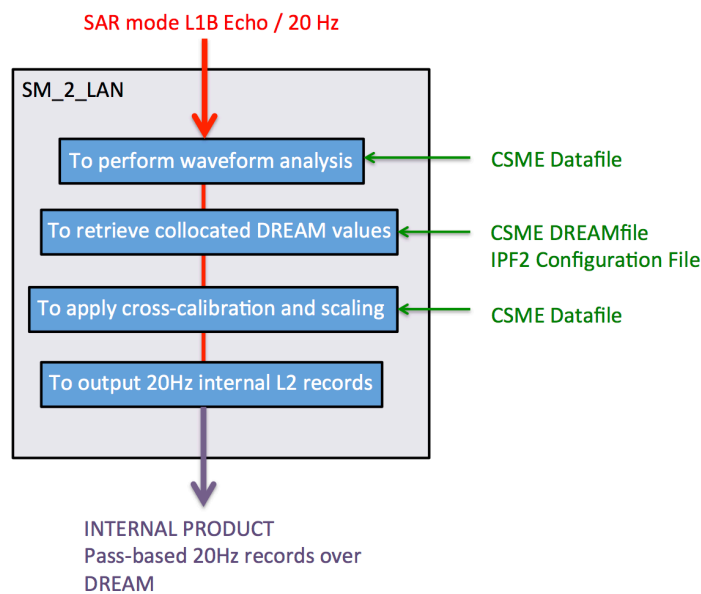 SAR mode L1B Echo / 20 Hz
SM_2_LAN
To perform waveform analysis
CSME Datafile
To retrieve collocated DREAM values
CSME DREAMfile
IPF2 Configuration File
To apply cross-calibration and scaling
CSME Datafile
To output 20Hz internal L2 records
INTERNAL PRODUCT
Pass-based 20Hz records over
DREAM